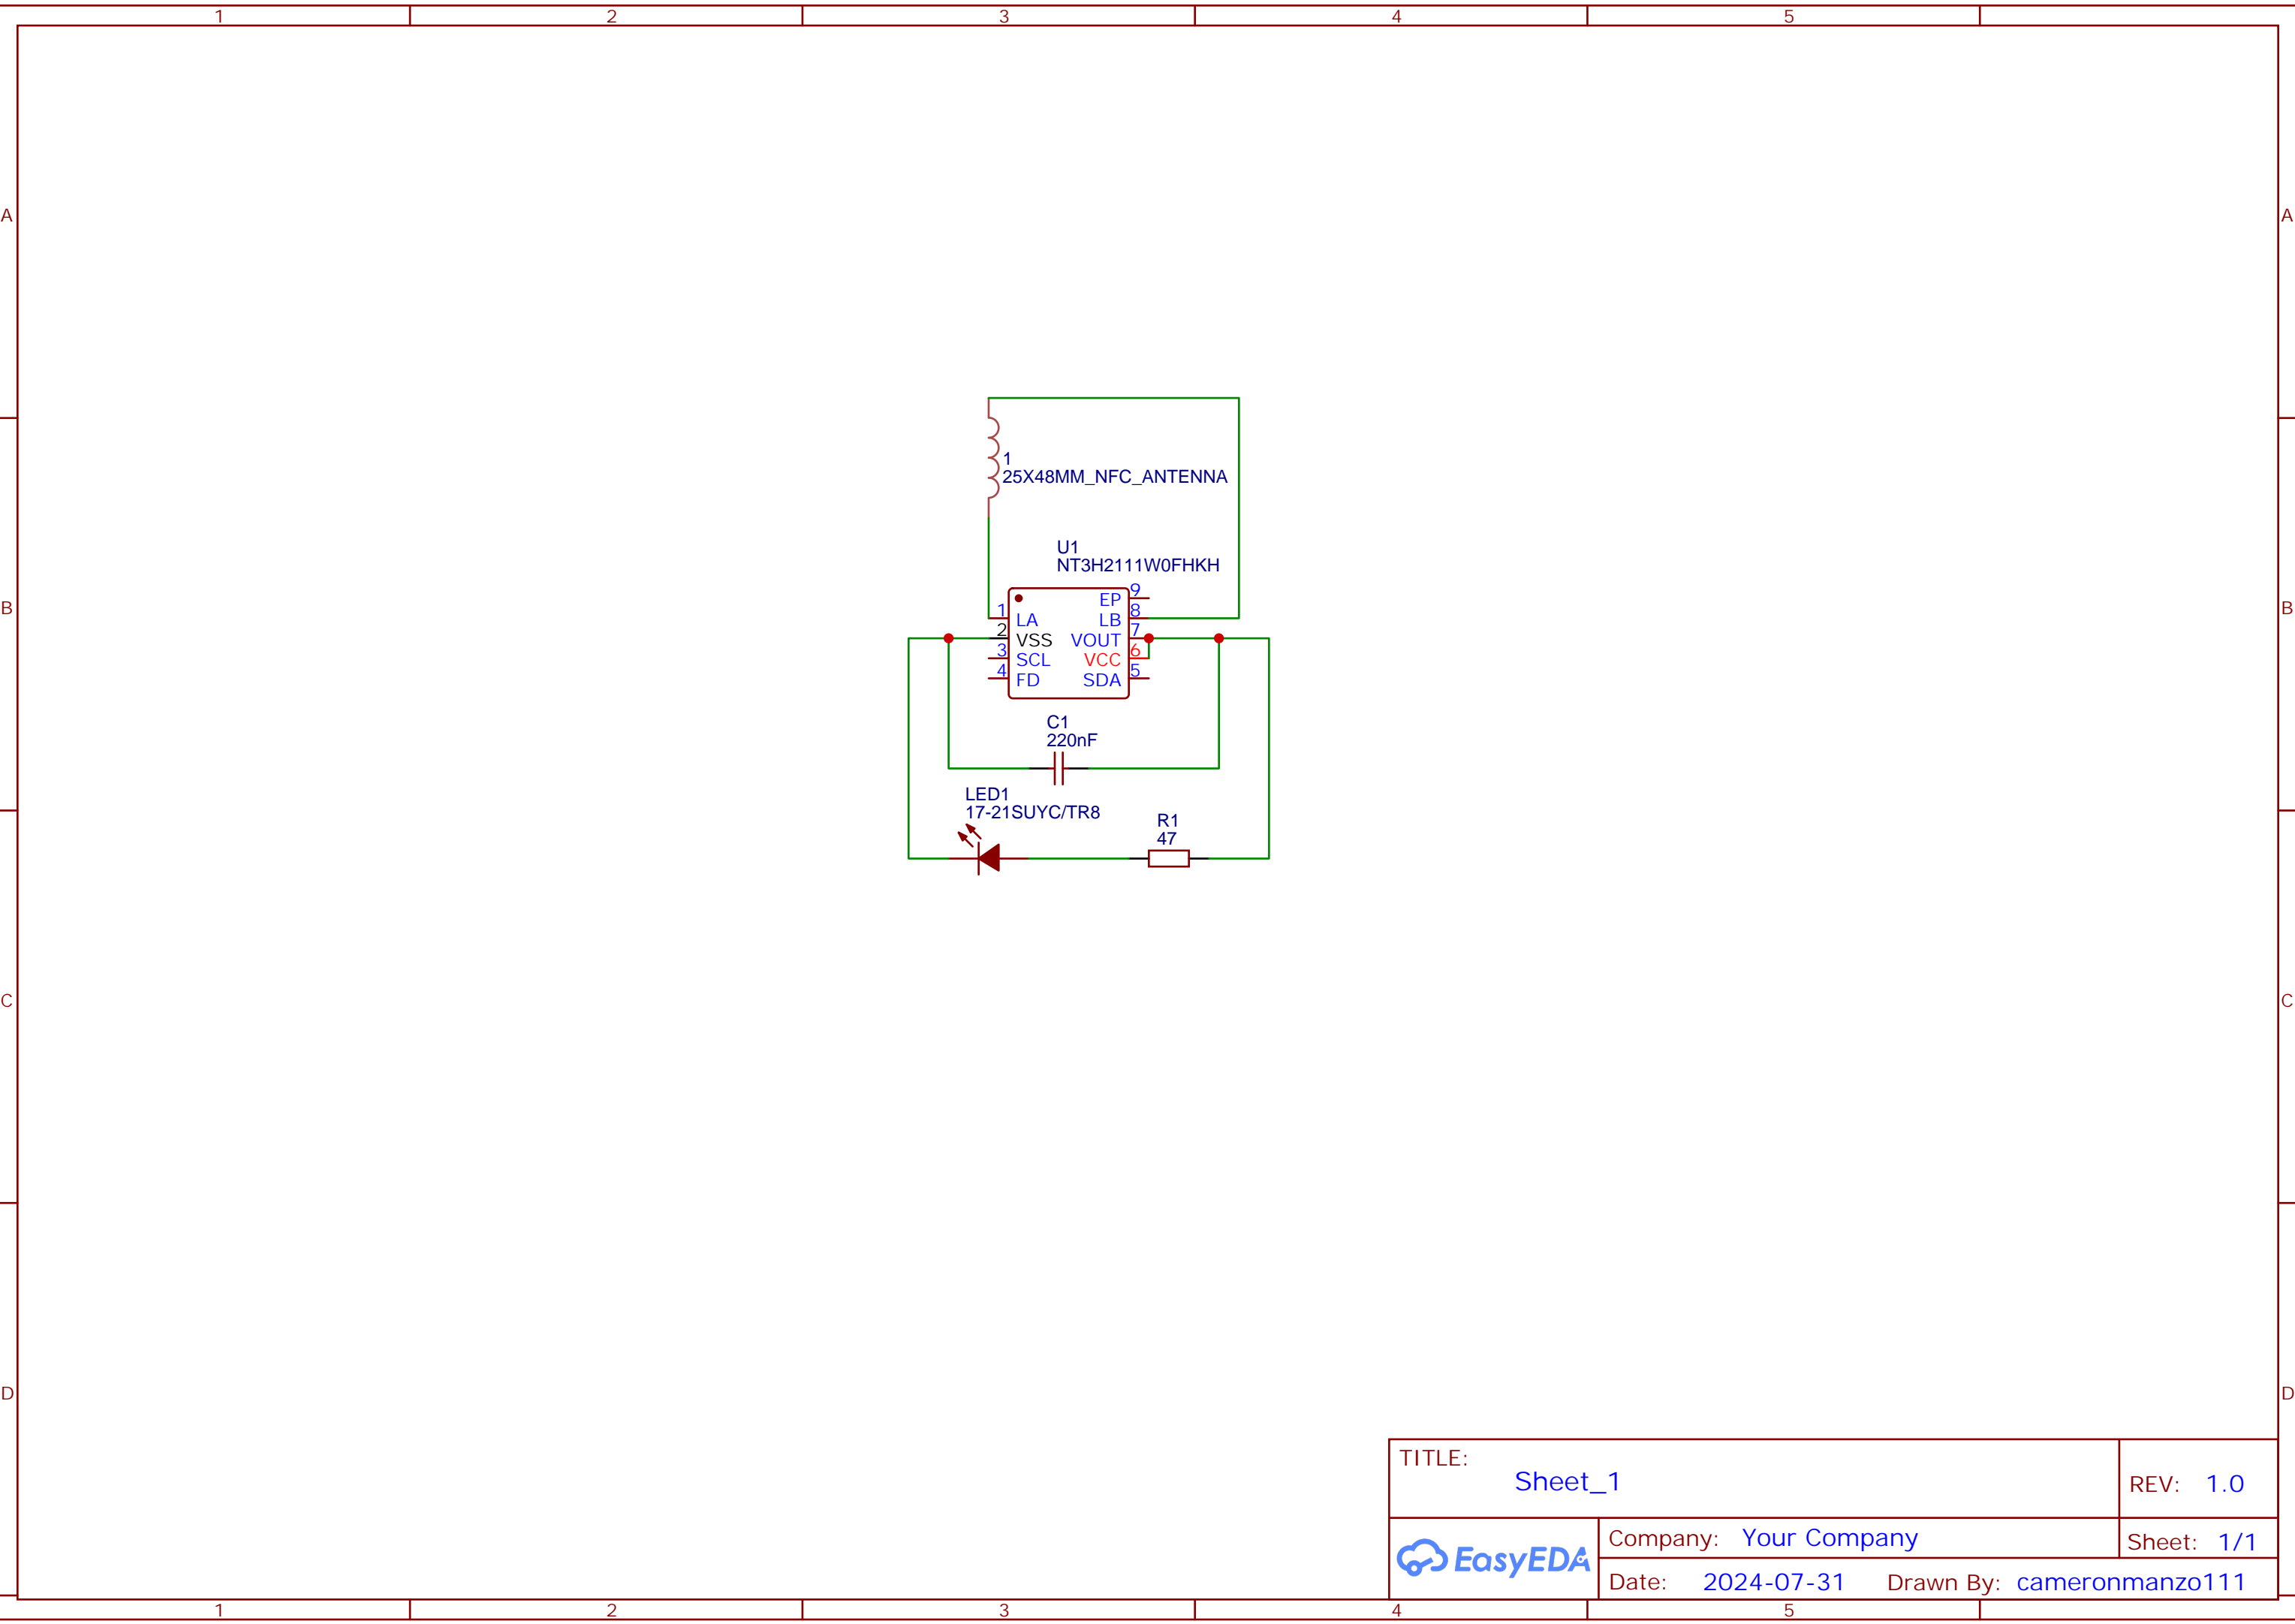 1 2 3 4 5
A A
1
25X48MM_NFC_ANTENNA
U1
NT3H2111W0FHKH
B B
EP 9
1 LA LB 8
2 VSS VOUT 7
3 SCL VCC 6
4 FD SDA 5
C1
220nF
LED1
17-21SUYC/TR8
R1
47
C C
D D
TITLE:
Sheet_1
REV: 1.0
EasyEDA
Company: Your Company
Sheet: 1/1
Date: 2024-07-31 Drawn By: cameronmanzo111
1 2 3 4 5